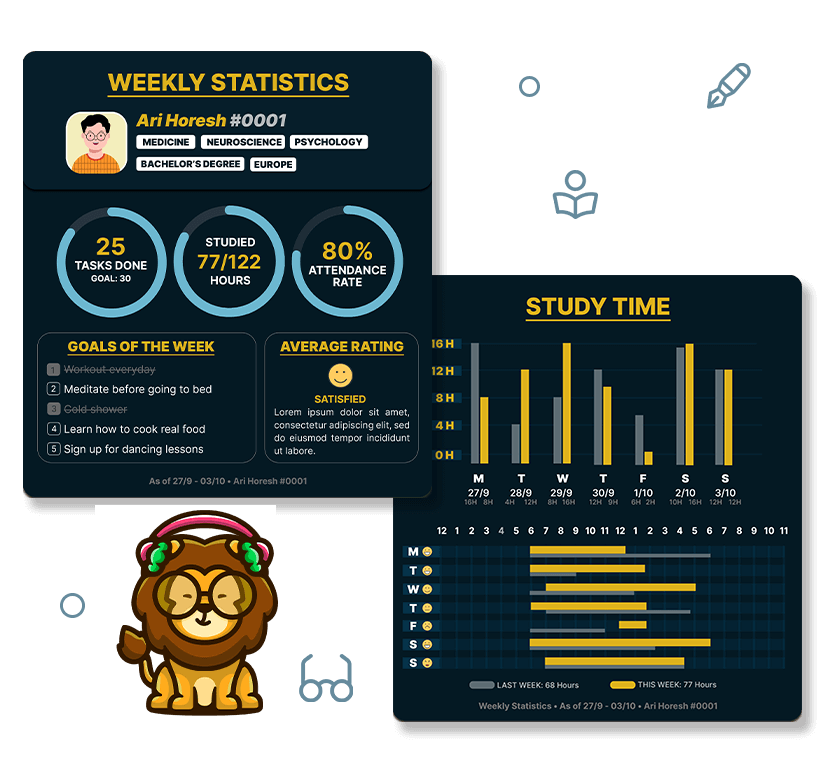 WEEKLY STATISTICS
Ari Horesh #0001
MEDICINE NEUROSCIENCE PSYCHOLOGY
BACHELOR'S DEGREE EUROPE
25
TASKS DONE
GOAL: 30
STUDIED
77/122
HOURS
80%
ATTENDANCE
RATE
GOALS OF THE WEEK
1 Workout everyday
2 Meditate before going to bed
3 Cold shower
4 Learn how to cook real food
5 Sign up for dancing lessons
AVERAGE RATING
SATISFIED
Lorem ipsum dolor sit amet,
consectetur adipiscing elit, sed
do eiusmod tempor incididunt
ut labore.
As of 27/9 - 03/10 • Ari Horesh #0001
STUDY TIME
16 H
12 H
8 H
4 H
0 H
M T W T F S S
27/9 28/9 29/9 30/9 1/10 2/10 3/10
16H 8H 4H 12H 8H 16H 12H 9H 6H 2H 10H 16H 12H 12H
12 1 2 3 4 5 6 7 8 9 10 11 12 1 2 3 4 5 6 7 8 9 10 11
M
T
W
T
F
S
S
LAST WEEK: 68 Hours THIS WEEK: 77 Hours
Weekly Statistics • As of 27/9 - 03/10 • Ari Horesh #0001